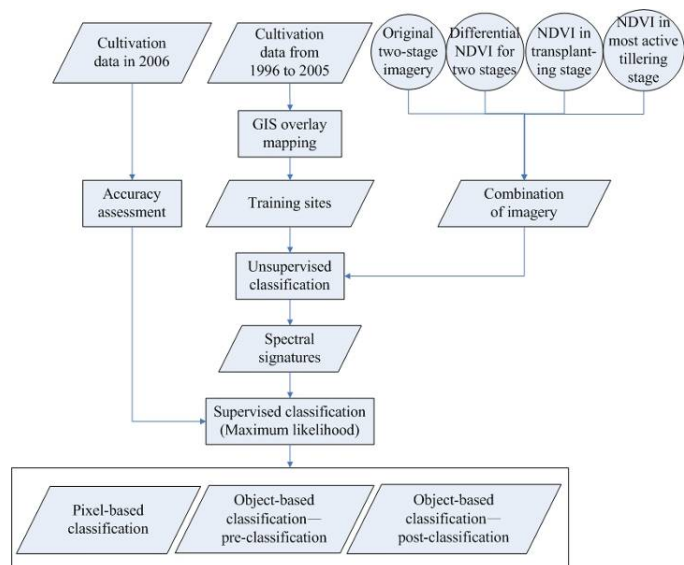 Cultivation
data in 2006
Cultivation
data from
1996 to 2005
Original
two-stage
imagery
Differential
NDVI for
two stages
NDVI in
transplant-
ing stage
NDVI in
most active
tillering
stage
GIS overlay
mapping
Accuracy
assessment
Training sites
Combination
of imagery
Unsupervised
classification
Spectral
signatures
Supervised classification
(Maximum likelihood)
Pixel-based
classification
Object-based
classification—
pre-classification
Object-based
classification—
post-classification